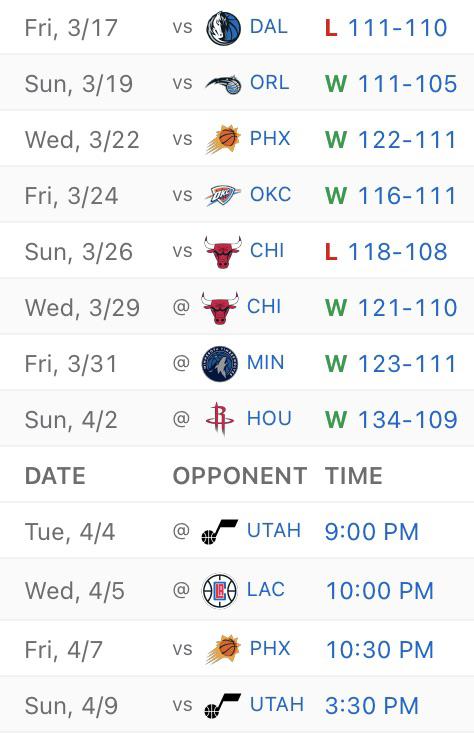 Fri, 3/17 vs DAL L 111-110
Sun, 3/19 vs ORL W 111-105
Wed, 3/22 vs PHX W 122-111
Fri, 3/24 vs OKC OKC W 116-111
Sun, 3/26 vs CHI L 118-108
Wed, 3/29 @ CHI W 121-110
Fri, 3/31 @ MIN W 123-111
Sun, 4/2 @ HOU W 134-109
DATE OPPONENT TIME
Tue, 4/4 @ UTAH 9:00 PM
Wed, 4/5 @ LAC 10:00 PM
Fri, 4/7 vs PHX 10:30 PM
Sun, 4/9 vs UTAH 3:30 PM